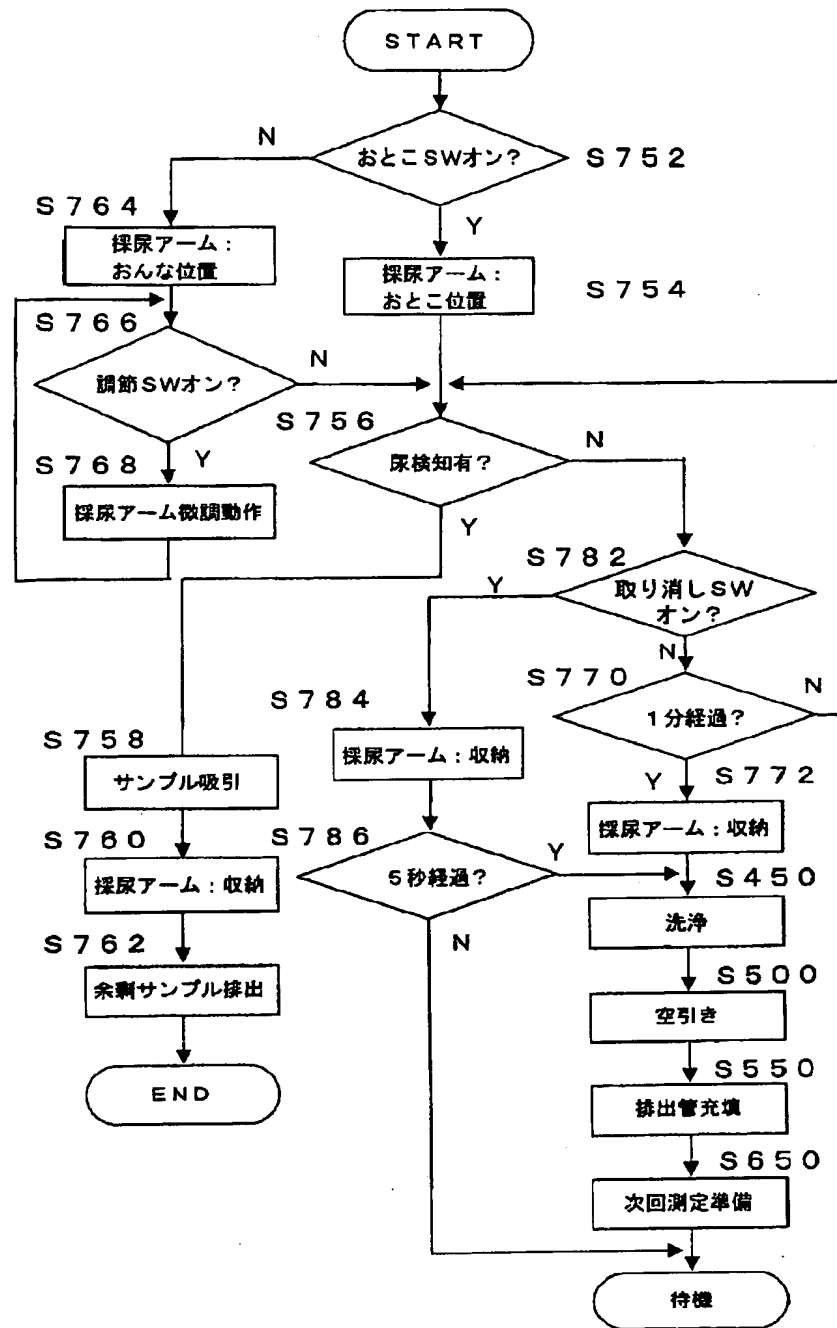 START
N
おとこSWオン?
S752
S764
Y
採尿アーム:
おんな位置
採尿アーム:
おとこ位置
S754
S766
調節SWオン?
N
S756
尿検知有?
N
S768
Y
採尿アーム微調動作
Y
S782
Y
取り消しSW
オン?
N
S770
S784
1分経過?
N
S758
採尿アーム:収納
Y
S772
サンプル吸引
S786
採尿アーム:収納
S760
5秒経過?
Y
S450
採尿アーム:収納
洗浄
S762
N
S500
余剰サンプル排出
空引き
S550
END
排出管充填
S650
次回測定準備
待機